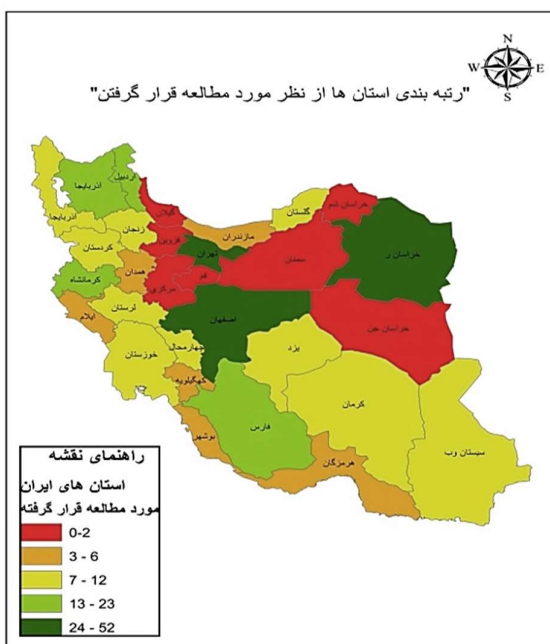 N
W E
S
"رتبه بندی استان ها از نظر مورد مطالعه قرار گرفتن"
اردبیل
آذربایجا
گیلان
آذربایجا
زنجان
قزوین
مازندران
گلستان
خراسان شم
کردستان
تهران
سمنان
خراسان ر
همدان
قم
کرمانشاه
مرکزی
لرستان
ایلام
اصفهان
خراسان جن
خوزستان
چهارمحال
یزد
کهگیلویه
کرمان
بوشهر
فارس
سیستان وب
هرمزگان
راهنمای نقشه
استان های ایران
مورد مطالعه قرار گرفته
0-2
3 - 6
7 - 12
13 - 23
24 - 52